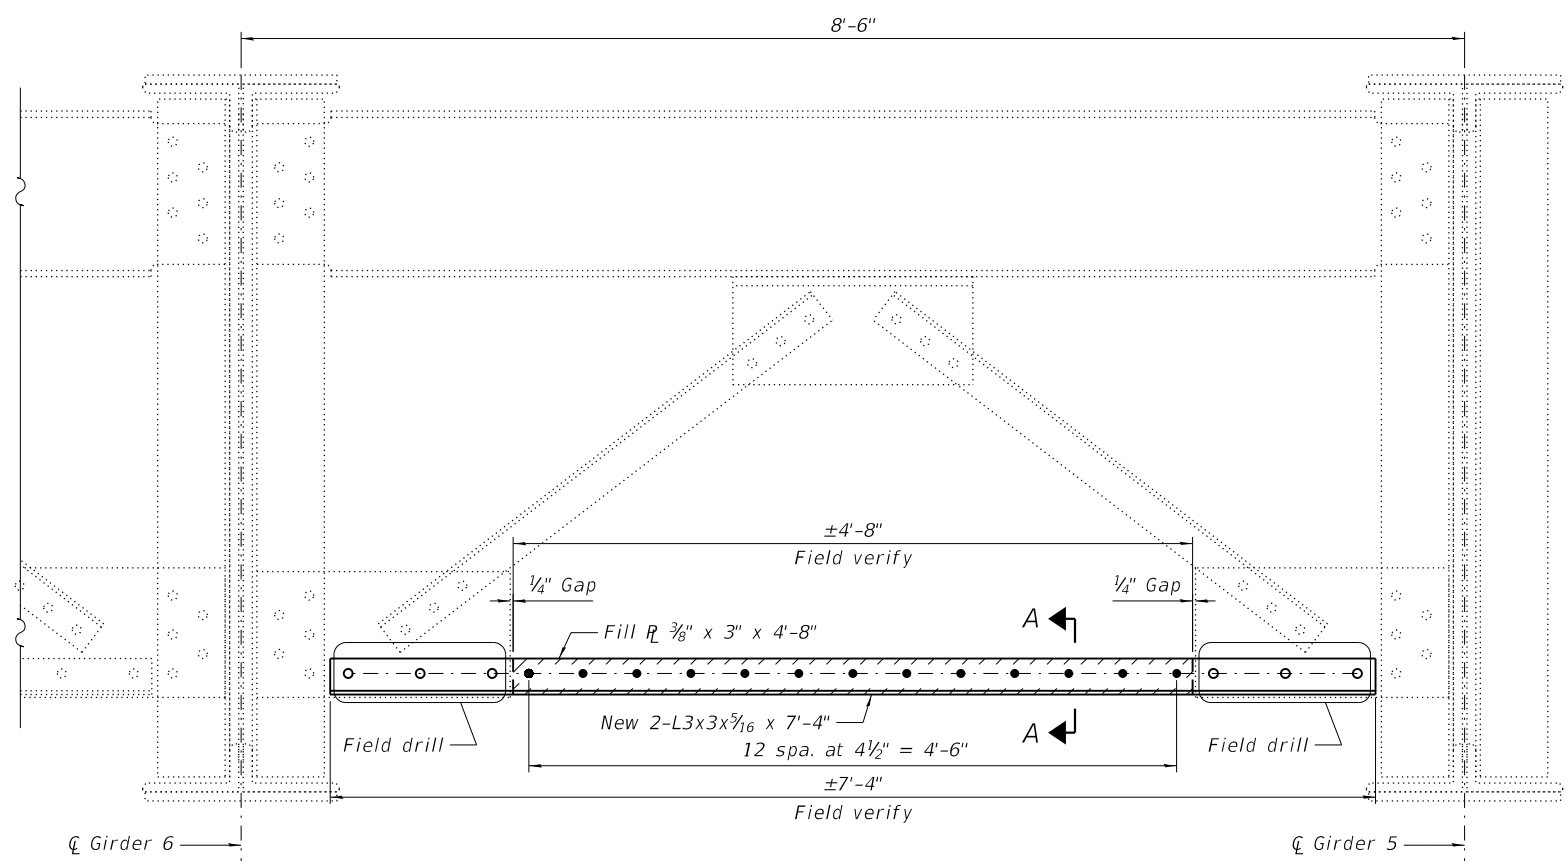 8'-6"
±4'-8"
Field verify
¼" Gap
¼" Gap
Fill ℄ ⅜" x 3" x 4'-8"
A
New 2-L3x3x5/16 x 7'-4"
A
Field drill
12 spa. at 4½" = 4'-6"
Field drill
±7'-4"
Field verify
℄ Girder 6
℄ Girder 5